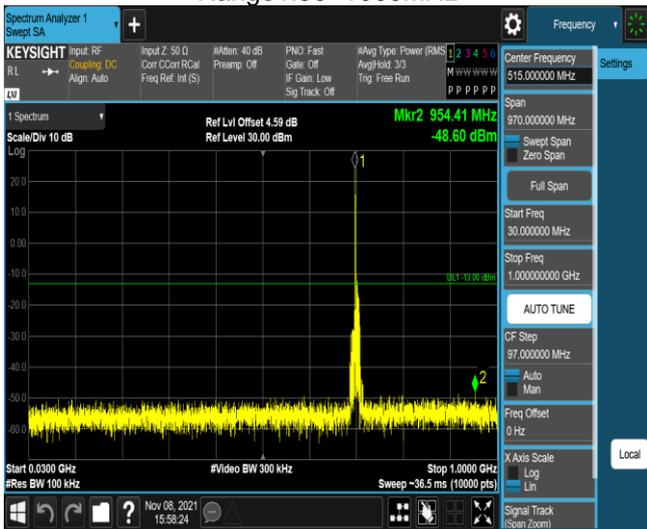 Spectrum Analyzer 1
Swept SA
+
Frequency
KEYSIGHT
RL
LXI
Input: RF
Coupling: DC
Align: Auto
Input Z: 50 Ω
Corr CCorr RCal
Freq Ref: Int (S)
#Atten: 40 dB
Preamp: Off
PNO: Fast
Gate: Off
IF Gain: Low
Sig Track: Off
#Avg Type: Power (RMS
Avg|Hold: 3/3
Trig: Free Run
1 2 3 4 5 6
M W W W W W
P P P P P P
1 Spectrum
Scale/Div 10 dB
Log
Ref Lvl Offset 4.59 dB
Ref Level 30.00 dBm
Mkr2 954.41 MHz
-48.60 dBm
1
20.0
10.0
0.00
-10.0
DL1 -13.00 dBm
-20.0
-30.0
-40.0
2
-50.0
-60.0
Start 0.0300 GHz
#Res BW 100 kHz
#Video BW 300 kHz
Stop 1.0000 GHz
Sweep ~36.5 ms (10000 pts)
Center Frequency
515.000000 MHz
Span
970.000000 MHz
Swept Span
Zero Span
Full Span
Start Freq
30.000000 MHz
Stop Freq
1.000000000 GHz
AUTO TUNE
CF Step
97.000000 MHz
Auto
Man
Freq Offset
0 Hz
X Axis Scale
Log
Lin
Signal Track
(Span Zoom)
Settings
Local
?
Nov 08, 2021
15:58:24